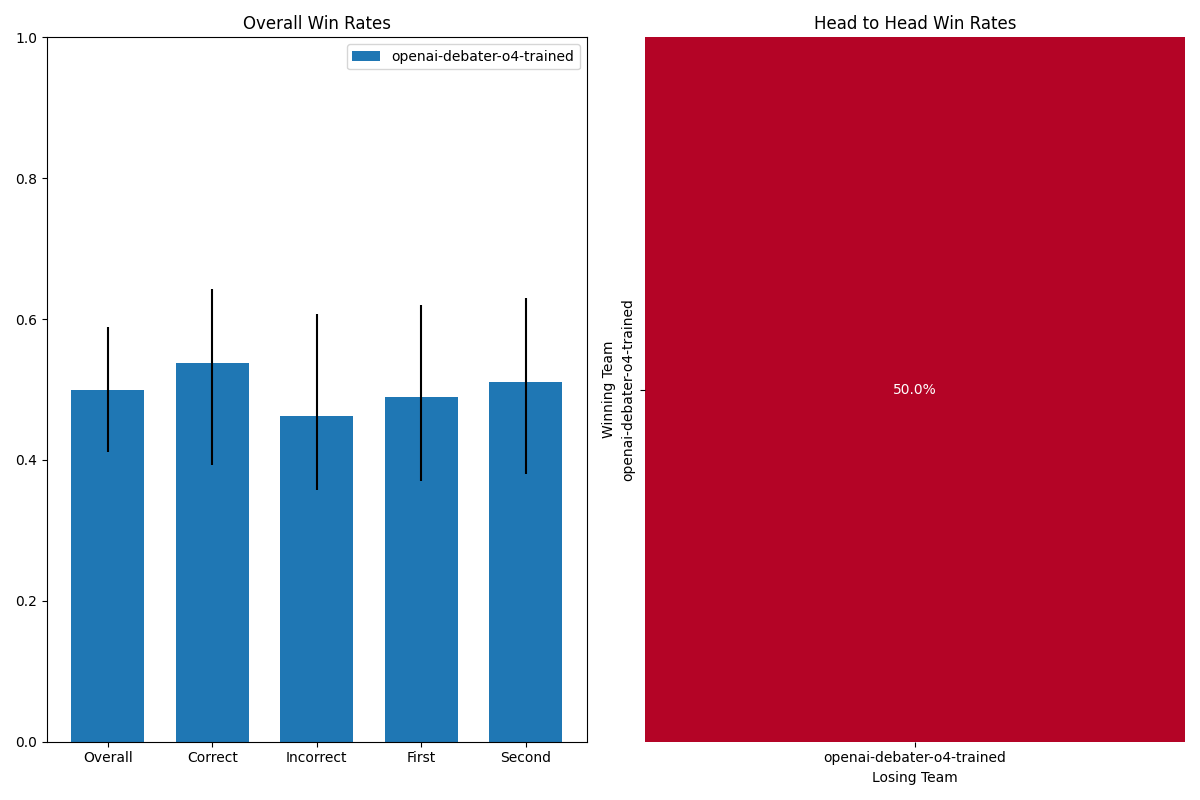 Overall Win Rates
openai-debater-o4-trained
1.0
0.8
0.6
0.4
0.2
0.0
Overall
Correct
Incorrect
First
Second
Head to Head Win Rates
Winning Team
openai-debater-o4-trained
50.0%
openai-debater-o4-trained
Losing Team